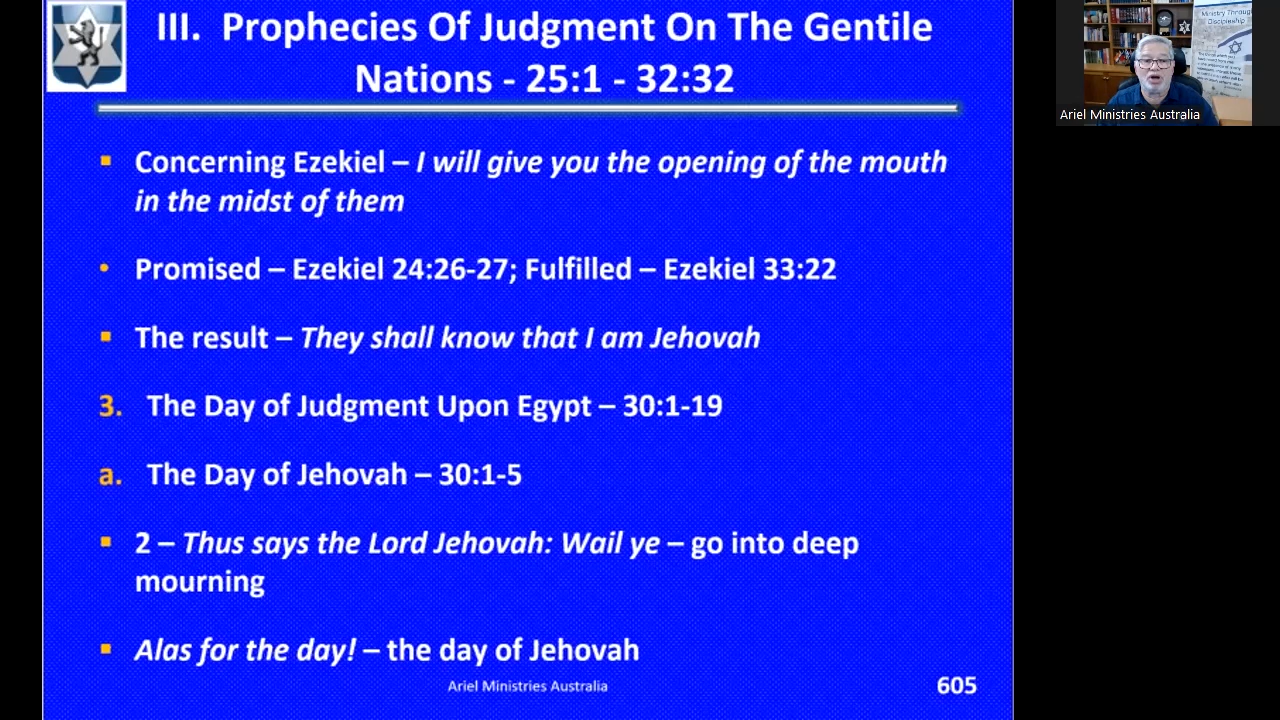 III. Prophecies Of Judgment On The Gentile
Nations - 25:1 - 32:32
▪ Concerning Ezekiel – I will give you the opening of the mouth
in the midst of them
• Promised – Ezekiel 24:26-27; Fulfilled – Ezekiel 33:22
▪ The result – They shall know that I am Jehovah
3. The Day of Judgment Upon Egypt – 30:1-19
a. The Day of Jehovah – 30:1-5
▪ 2 – Thus says the Lord Jehovah: Wail ye – go into deep
mourning
▪ Alas for the day! – the day of Jehovah
Ariel Ministries Australia
605
Ministry Through
Discipleship
Ariel Ministries Australia